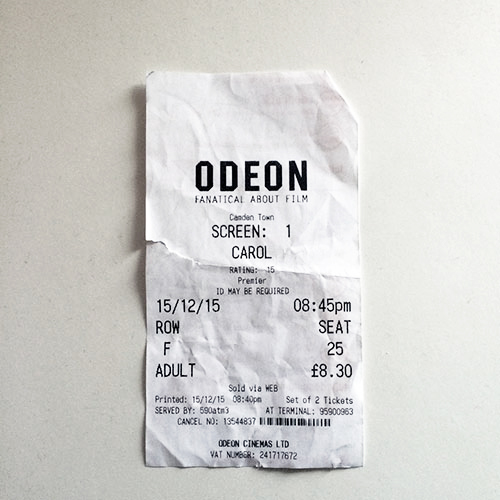 ODEON
FANATICAL ABOUT FILM
Camden Town
SCREEN: 1
CAROL
RATING: 15
Premier
ID MAY BE REQUIRED
15/12/15 08:45pm
ROW SEAT
F 25
ADULT £8.30
Sold via WEB
Printed: 15/12/15 08:40pm Set of 2 Tickets
SERVED BY: 590atm3 AT TERMINAL: 95900963
CANCEL NO: 13544837
ODEON CINEMAS LTD
VAT NUMBER: 241717672